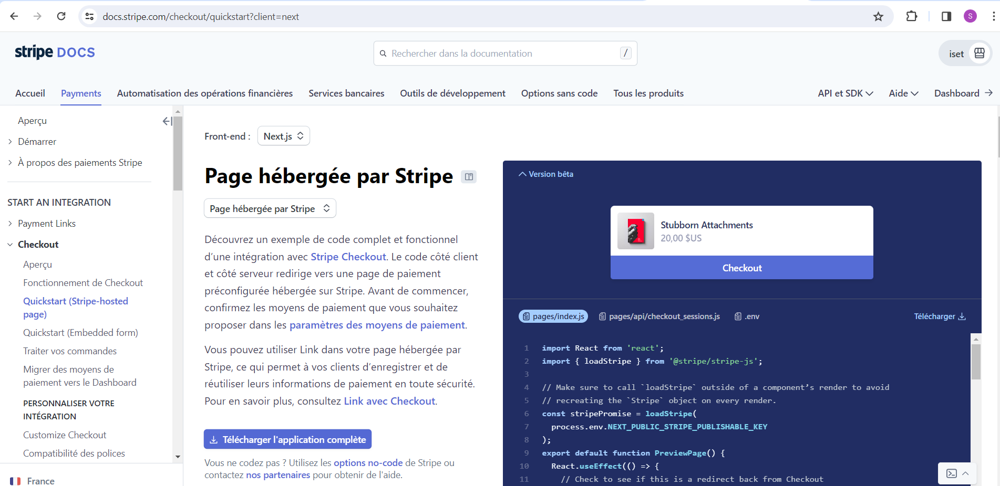 docs.stripe.com/checkout/quickstart?client=next
S
stripe DOCS
Rechercher dans la documentation
/
iset
Accueil
Payments
Automatisation des opérations financières
Services bancaires
Outils de développement
Options sans code
Tous les produits
API et SDK
Aide
Dashboard
Aperçu
Démarrer
À propos des paiements Stripe
START AN INTEGRATION
Payment Links
Checkout
Aperçu
Fonctionnement de Checkout
Quickstart (Stripe-hosted
page)
Quickstart (Embedded form)
Traiter vos commandes
Migrer des moyens de
paiement vers le Dashboard
PERSONNALISER VOTRE
INTÉGRATION
Customize Checkout
Compatibilité des polices
France
Front-end :
Next.js
Page hébergée par Stripe
Page hébergée par Stripe
Découvrez un exemple de code complet et fonctionnel
d’une intégration avec Stripe Checkout. Le code côté client
et côté serveur redirige vers une page de paiement
préconfigurée hébergée sur Stripe. Avant de commencer,
confirmez les moyens de paiement que vous souhaitez
proposer dans les paramètres des moyens de paiement.
Vous pouvez utiliser Link dans votre page hébergée par
Stripe, ce qui permet à vos clients d’enregistrer et de
réutiliser leurs informations de paiement en toute sécurité.
Pour en savoir plus, consultez Link avec Checkout.
Télécharger l'application complète
Vous ne codez pas ? Utilisez les options no-code de Stripe ou
contactez nos partenaires pour obtenir de l'aide.
Version bêta
Stubborn Attachments
20,00 $US
Checkout
pages/index.js
pages/api/checkout_sessions.js
.env
Télécharger
1 import React from 'react';
2 import { loadStripe } from '@stripe/stripe-js';
3
4 // Make sure to call `loadStripe` outside of a component’s render to avoid
5 // recreating the `Stripe` object on every render.
6 const stripePromise = loadStripe(
7 process.env.NEXT_PUBLIC_STRIPE_PUBLISHABLE_KEY
8 );
9 export default function PreviewPage() {
10 React.useEffect(() => {
11 // Check to see if this is a redirect back from Checkout